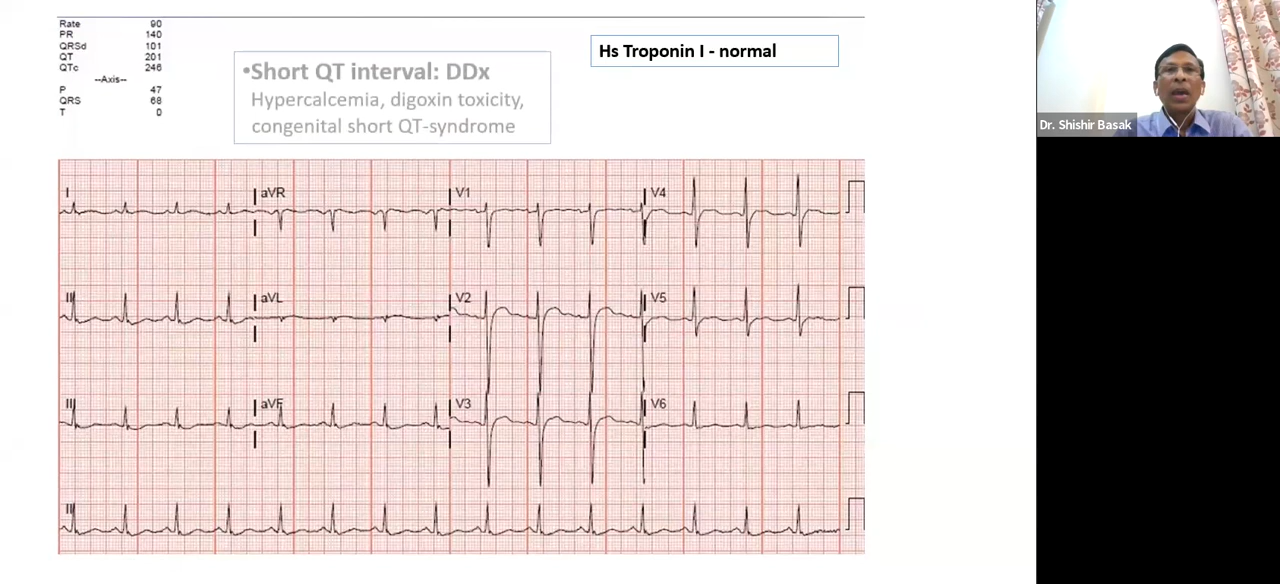 Rate 90
PR 140
QRSd 101
QT 201
QTc 246
--Axis--
P 47
QRS 68
T 0
Hs Troponin I - normal
•Short QT interval: DDx
Hypercalcemia, digoxin toxicity,
congenital short QT-syndrome
Dr. Shishir Basak
I aVR V1 V4
II aVL V2 V5
III aVF V3 V6
II